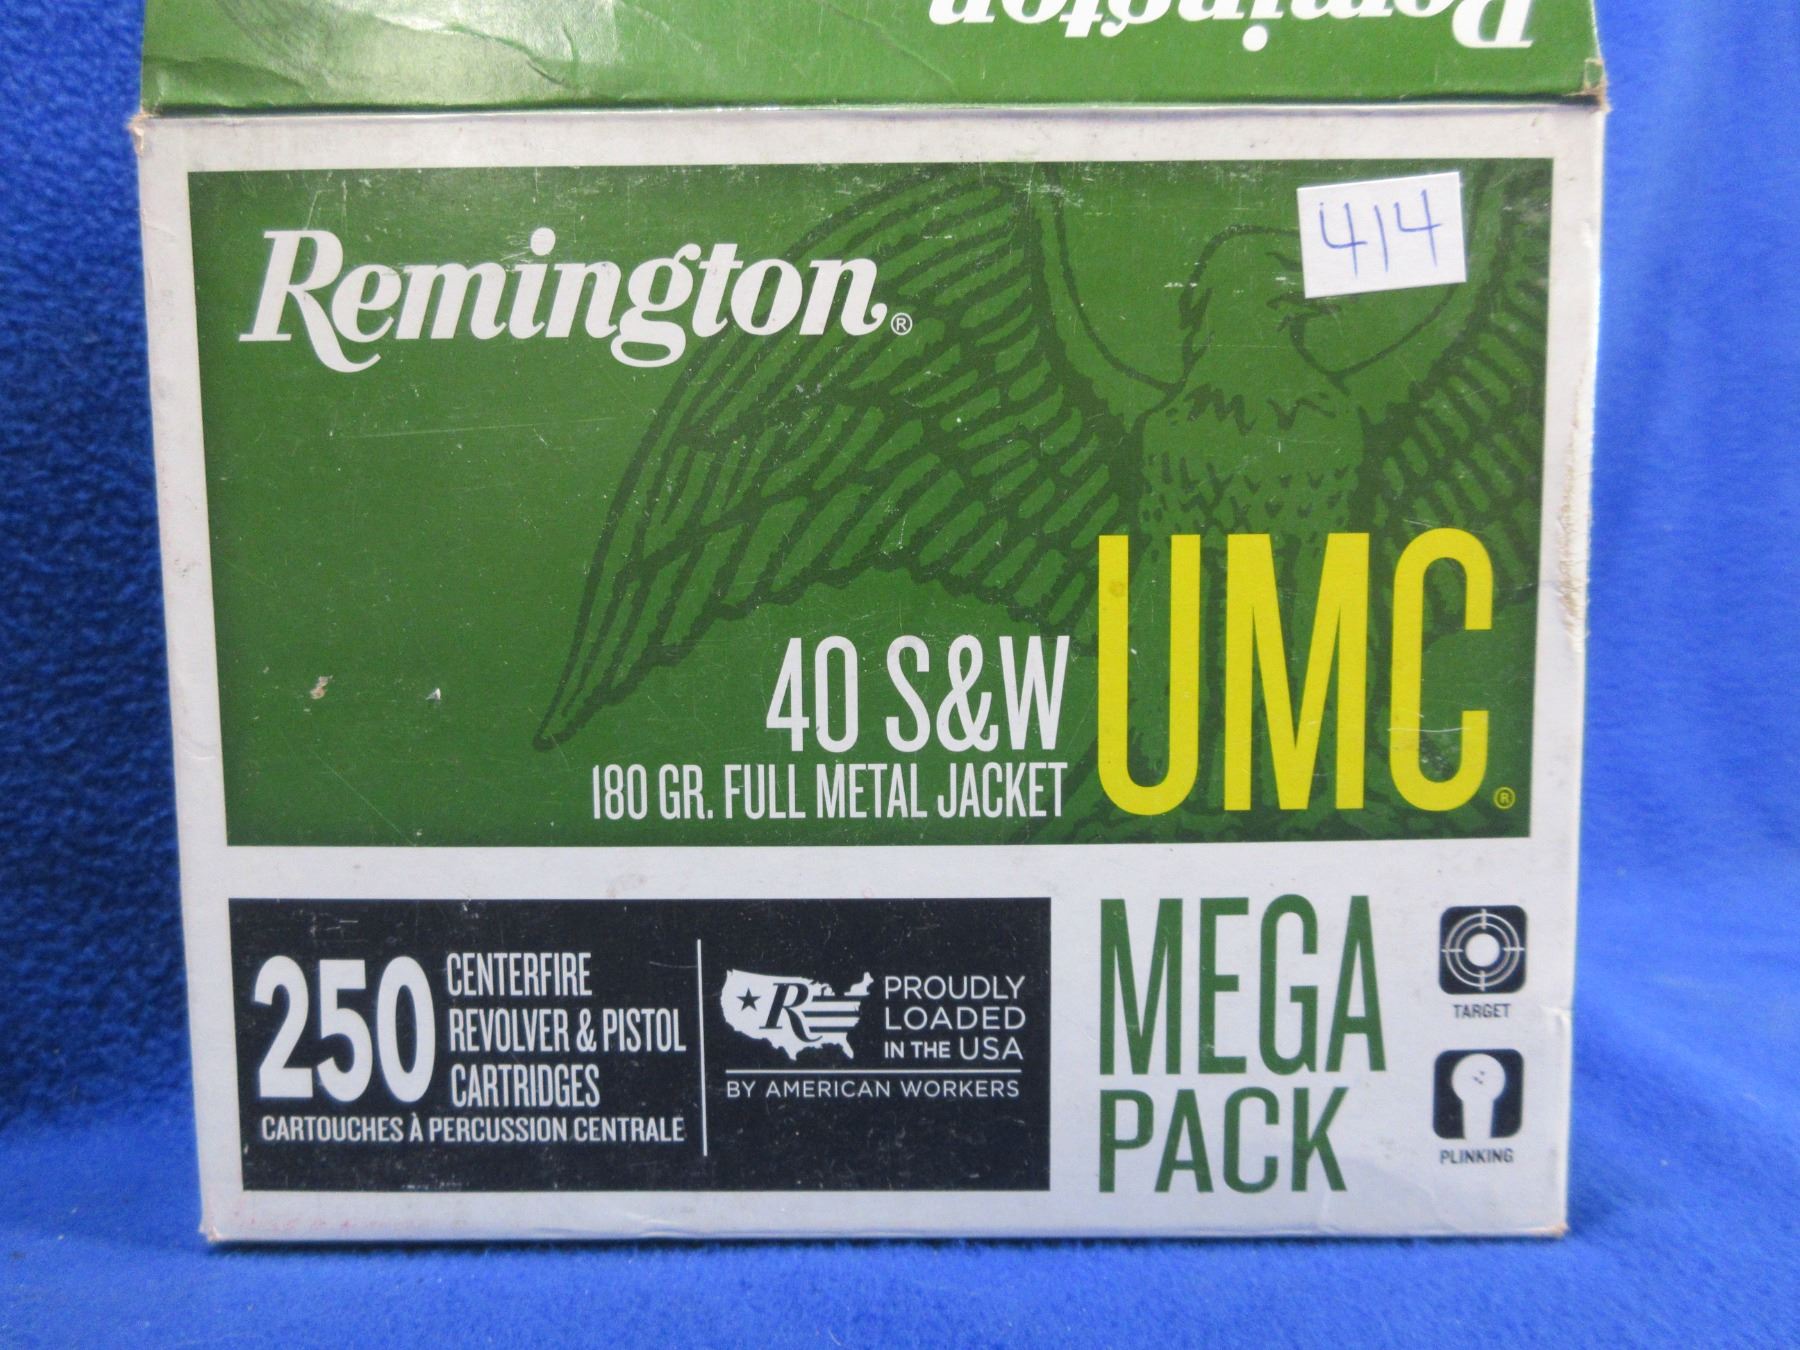 Remington
414
Remington®
UMC®
40 S&W
180 GR. FULL METAL JACKET
250
CENTERFIRE
REVOLVER & PISTOL
CARTRIDGES
CARTOUCHES À PERCUSSION CENTRALE
R
PROUDLY
LOADED
IN THE USA
BY AMERICAN WORKERS
MEGA
PACK
TARGET
PLINKING